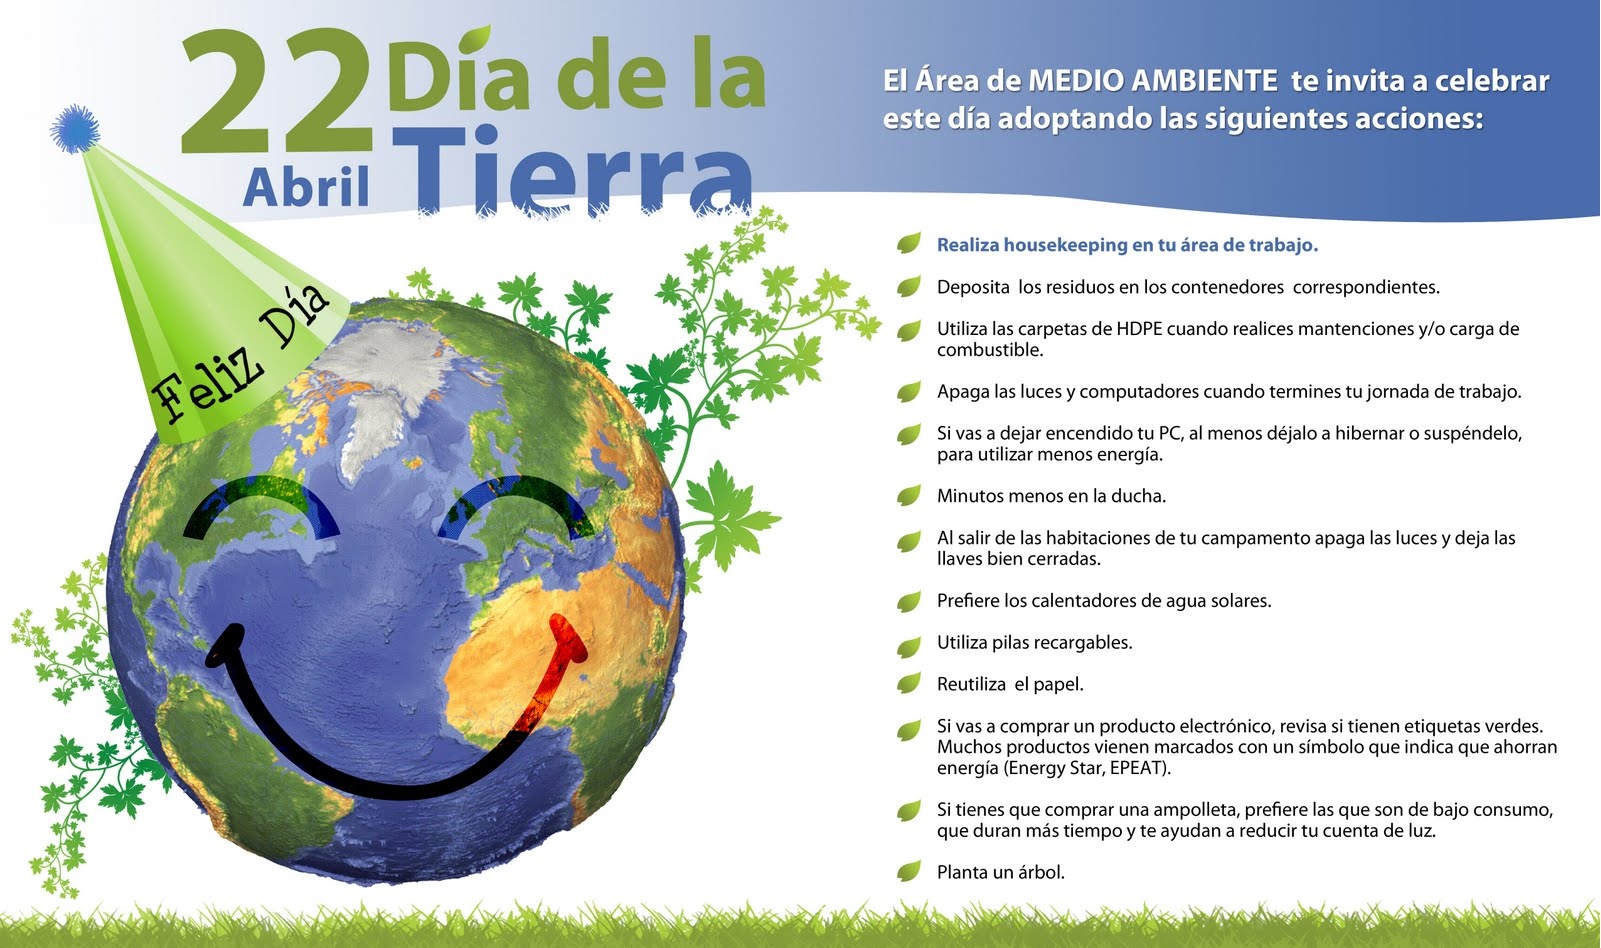 22 Día de la
Abril Tierra
Feliz Día
El Área de MEDIO AMBIENTE te invita a celebrar
este día adoptando las siguientes acciones:
Realiza housekeeping en tu área de trabajo.
Deposita los residuos en los contenedores correspondientes.
Utiliza las carpetas de HDPE cuando realices mantenciones y/o carga de
combustible.
Apaga las luces y computadores cuando termines tu jornada de trabajo.
Si vas a dejar encendido tu PC, al menos déjalo a hibernar o suspéndelo,
para utilizar menos energía.
Minutos menos en la ducha.
Al salir de las habitaciones de tu campamento apaga las luces y deja las
llaves bien cerradas.
Prefiere los calentadores de agua solares.
Utiliza pilas recargables.
Reutiliza el papel.
Si vas a comprar un producto electrónico, revisa si tienen etiquetas verdes.
Muchos productos vienen marcados con un símbolo que indica que ahorran
energía (Energy Star, EPEAT).
Si tienes que comprar una ampolleta, prefiere las que son de bajo consumo,
que duran más tiempo y te ayudan a reducir tu cuenta de luz.
Planta un árbol.